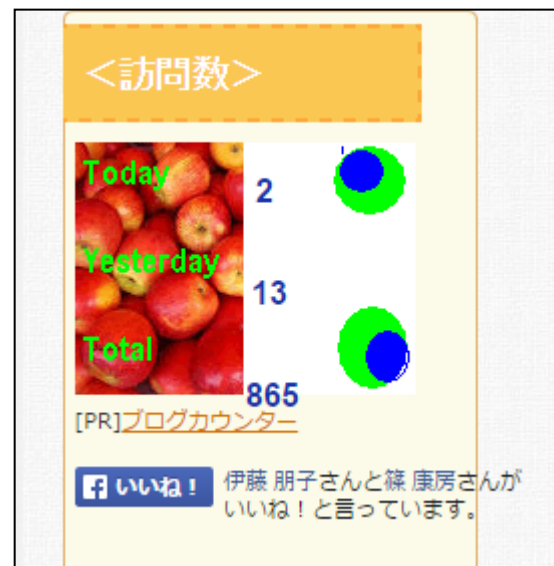 ＜訪問数＞
Today
2
Yesterday
13
Total
865
[PR]ブログカウンター
いいね！
伊藤 朋子さんと篠 康房さんが
いいね！と言っています。